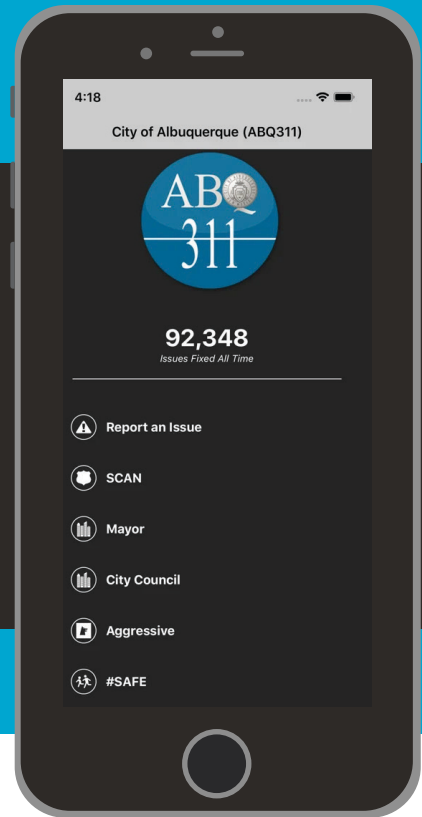 4:18
City of Albuquerque (ABQ311)
ABQ
311
92,348
Issues Fixed All Time
Report an Issue
SCAN
Mayor
City Council
Aggressive
#SAFE